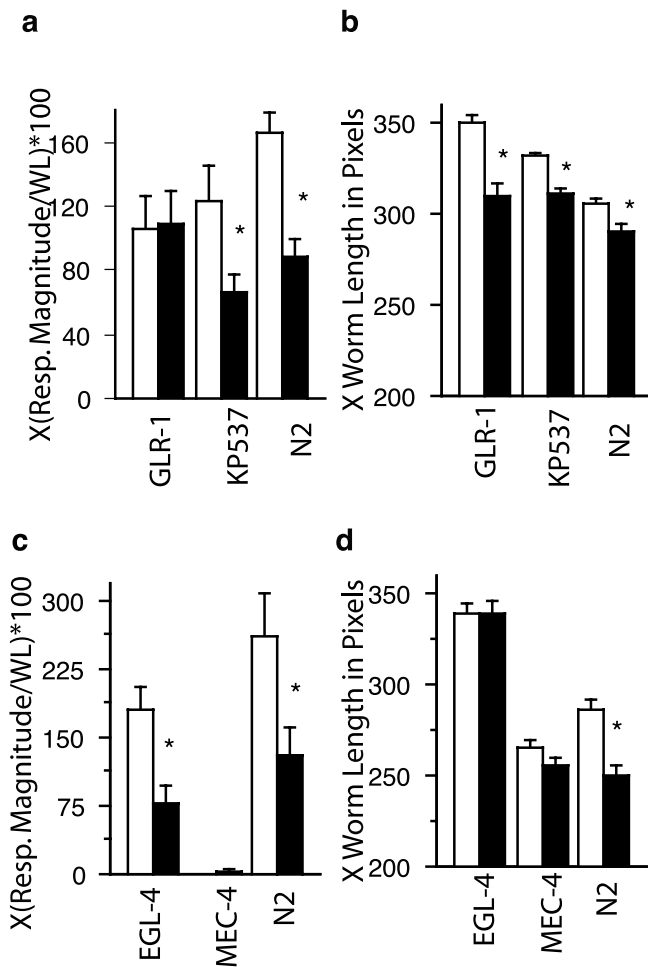 a
X(Resp. Magnitude/WL)*100
160
120
80
40
0
*
*
GLR-1
KP537
N2
b
X Worm Length in Pixels
350
300
250
200
*
*
*
GLR-1
KP537
N2
c
X(Resp. Magnitude/WL)*100
300
225
150
75
0
*
*
EGL-4
MEC-4
N2
d
X Worm Length in Pixels
350
300
250
200
*
EGL-4
MEC-4
N2